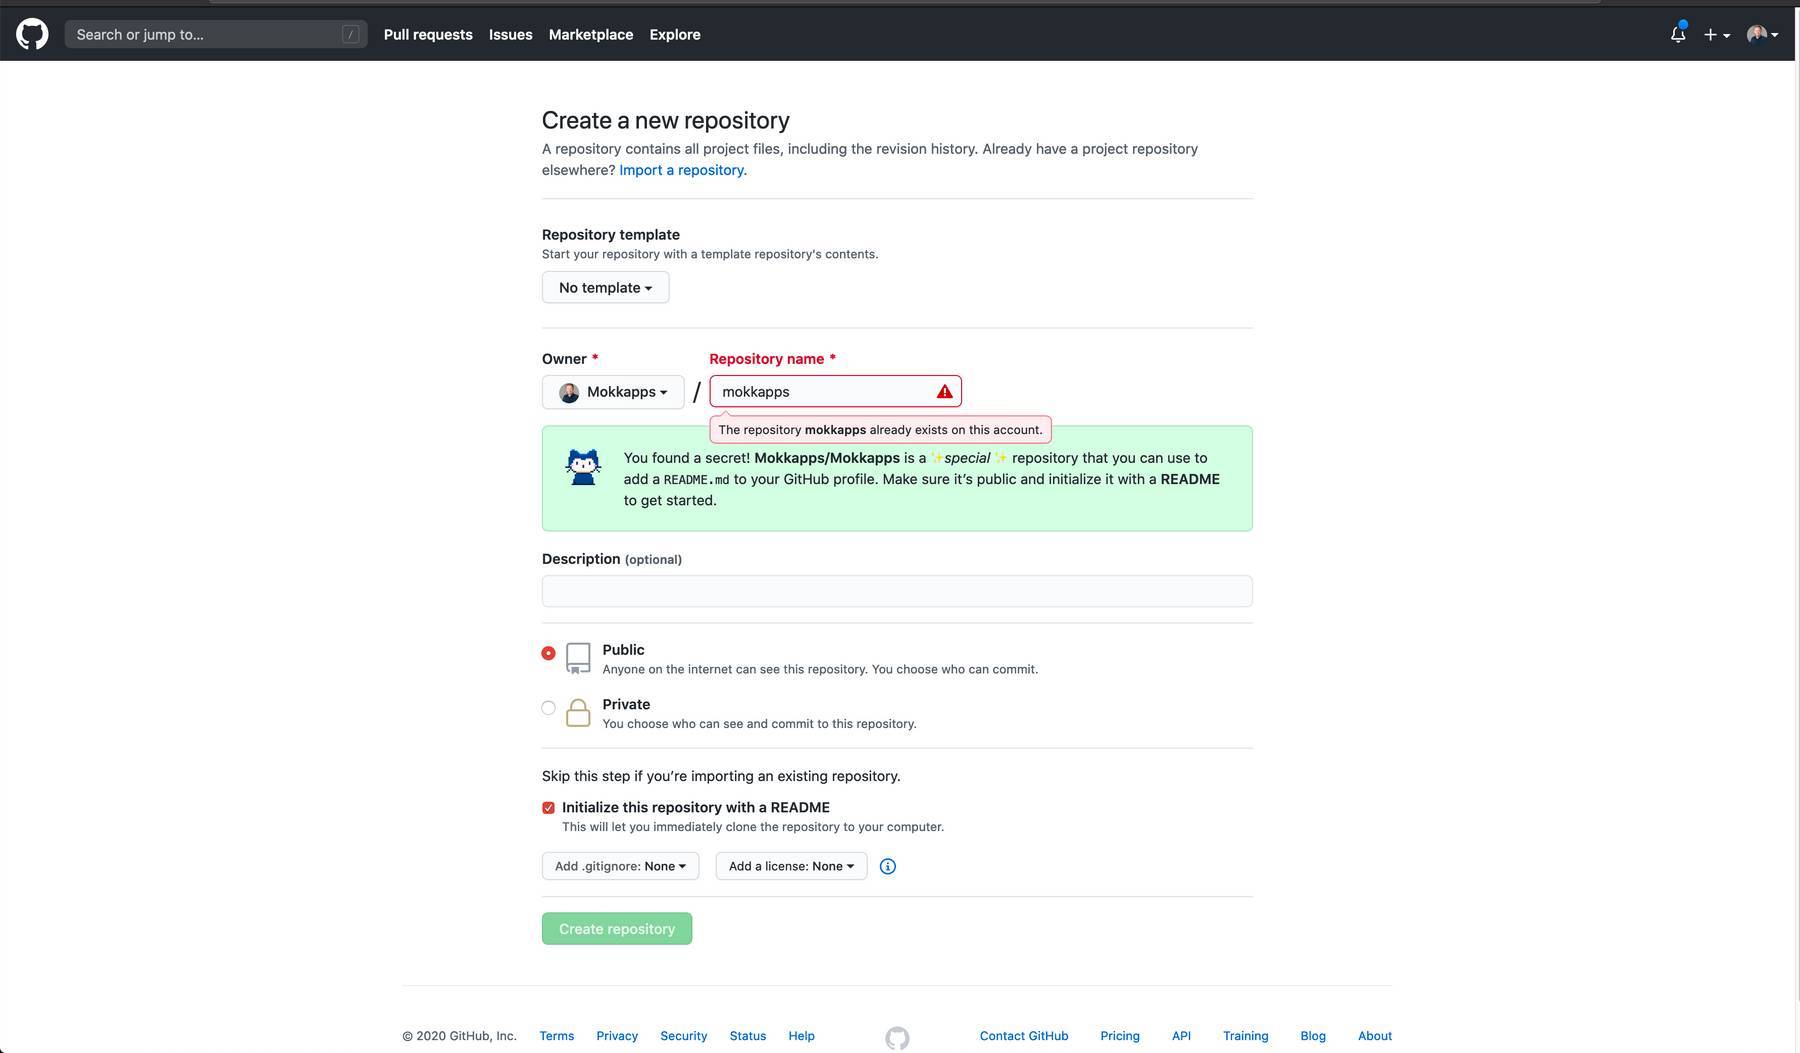 Search or jump to...
/
Pull requests
Issues
Marketplace
Explore
Create a new repository
A repository contains all project files, including the revision history. Already have a project repository
elsewhere? Import a repository.
Repository template
Start your repository with a template repository's contents.
No template
Owner *
Repository name *
Mokkapps
/
mokkapps
The repository mokkapps already exists on this account.
You found a secret! Mokkapps/Mokkapps is a ✨special✨ repository that you can use to
add a README.md to your GitHub profile. Make sure it’s public and initialize it with a README
to get started.
Description (optional)
Public
Anyone on the internet can see this repository. You choose who can commit.
Private
You choose who can see and commit to this repository.
Skip this step if you’re importing an existing repository.
Initialize this repository with a README
This will let you immediately clone the repository to your computer.
Add .gitignore: None
Add a license: None
Create repository
© 2020 GitHub, Inc.
Terms
Privacy
Security
Status
Help
Contact GitHub
Pricing
API
Training
Blog
About